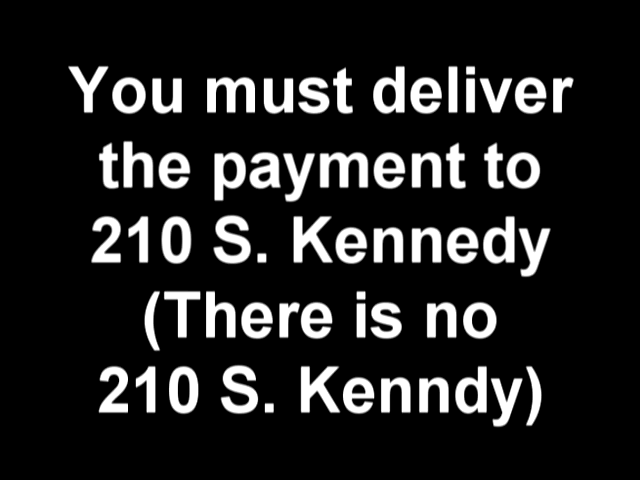 You must deliver
the payment to
210 S. Kennedy
(There is no
210 S. Kenndy)